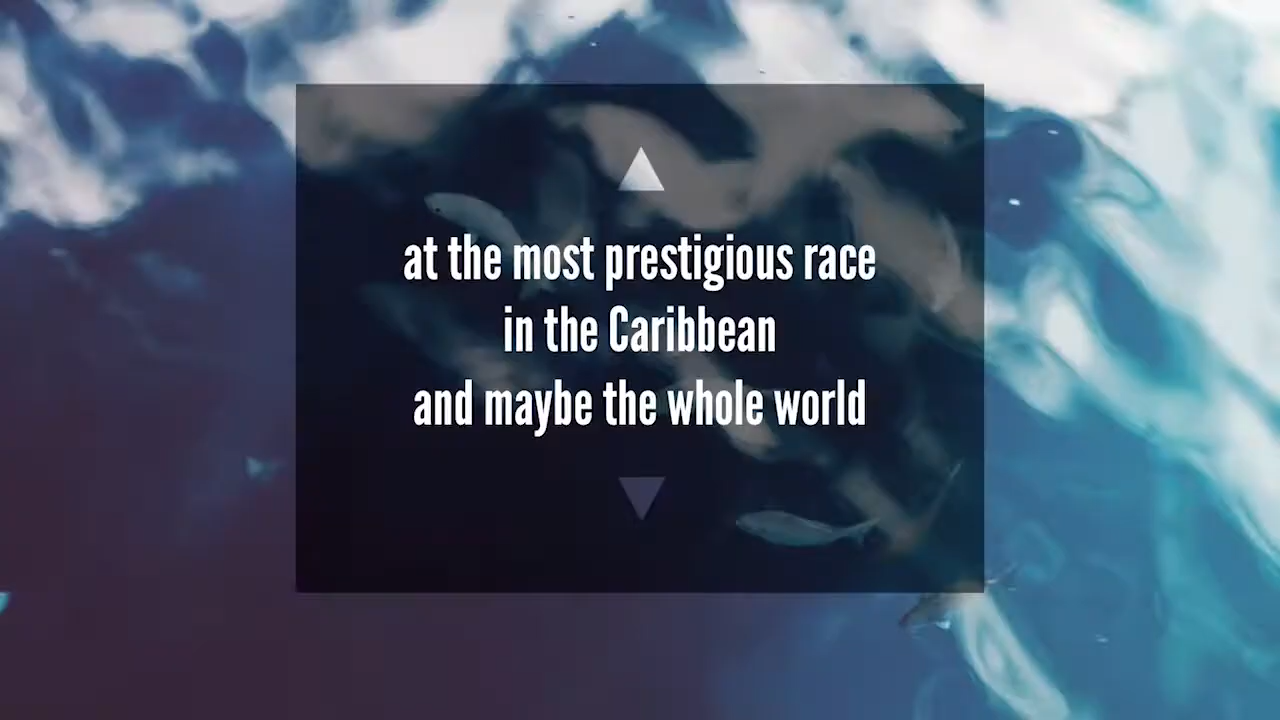 at the most prestigious race
in the Caribbean
and maybe the whole world